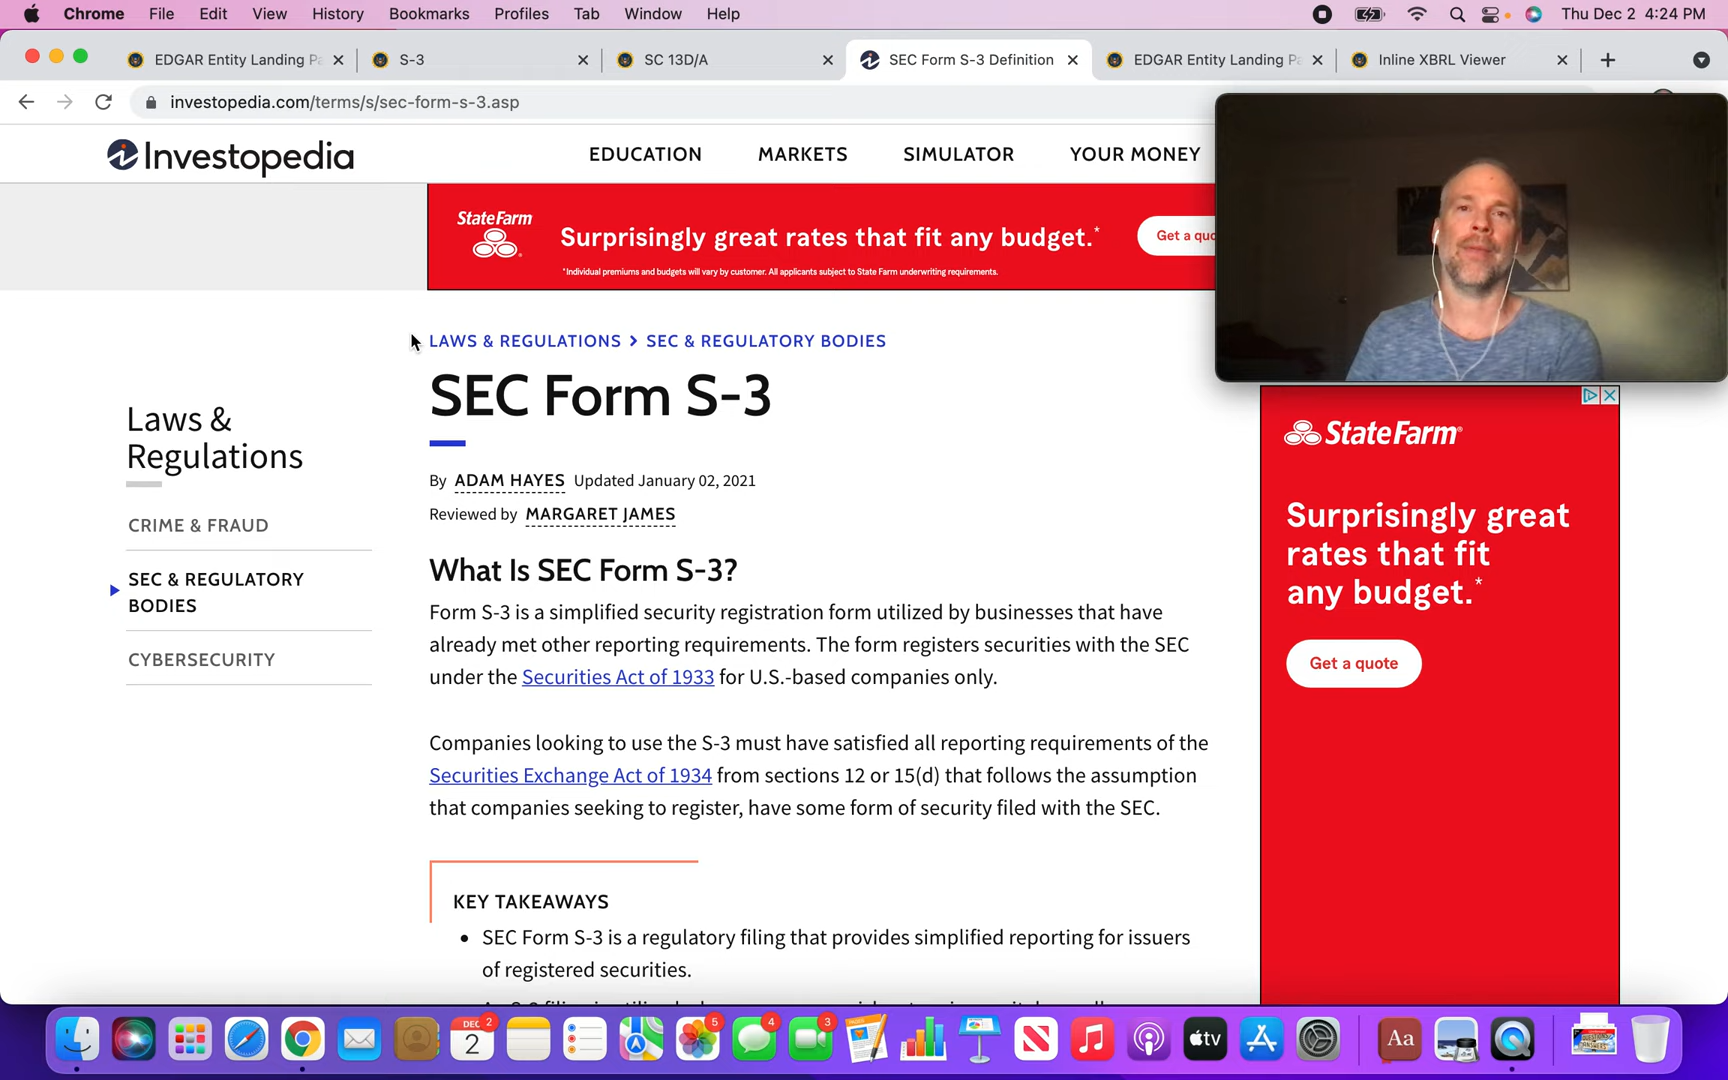 Chrome File Edit View History Bookmarks Profiles Tab Window Help Thu Dec 2 4:24 PM
EDGAR Entity Landing Pa S-3 SC 13D/A SEC Form S-3 Definition EDGAR Entity Landing Pa Inline XBRL Viewer
investopedia.com/terms/s/sec-form-s-3.asp
Investopedia EDUCATION MARKETS SIMULATOR YOUR MONEY
StateFarm
Surprisingly great rates that fit any budget.*
Get a quo
*Individual premiums and budgets will vary by customer. All applicants subject to State Farm underwriting requirements.
LAWS & REGULATIONS > SEC & REGULATORY BODIES
SEC Form S-3
Laws &
Regulations
CRIME & FRAUD
SEC & REGULATORY
BODIES
CYBERSECURITY
By ADAM HAYES Updated January 02, 2021
Reviewed by MARGARET JAMES
What Is SEC Form S-3?
Form S-3 is a simplified security registration form utilized by businesses that have
already met other reporting requirements. The form registers securities with the SEC
under the Securities Act of 1933 for U.S.-based companies only.
Companies looking to use the S-3 must have satisfied all reporting requirements of the
Securities Exchange Act of 1934 from sections 12 or 15(d) that follows the assumption
that companies seeking to register, have some form of security filed with the SEC.
KEY TAKEAWAYS
• SEC Form S-3 is a regulatory filing that provides simplified reporting for issuers
of registered securities.
StateFarm®
Surprisingly great
rates that fit
any budget.*
Get a quote
DEC 2
2
5
4
3
tv
Aa